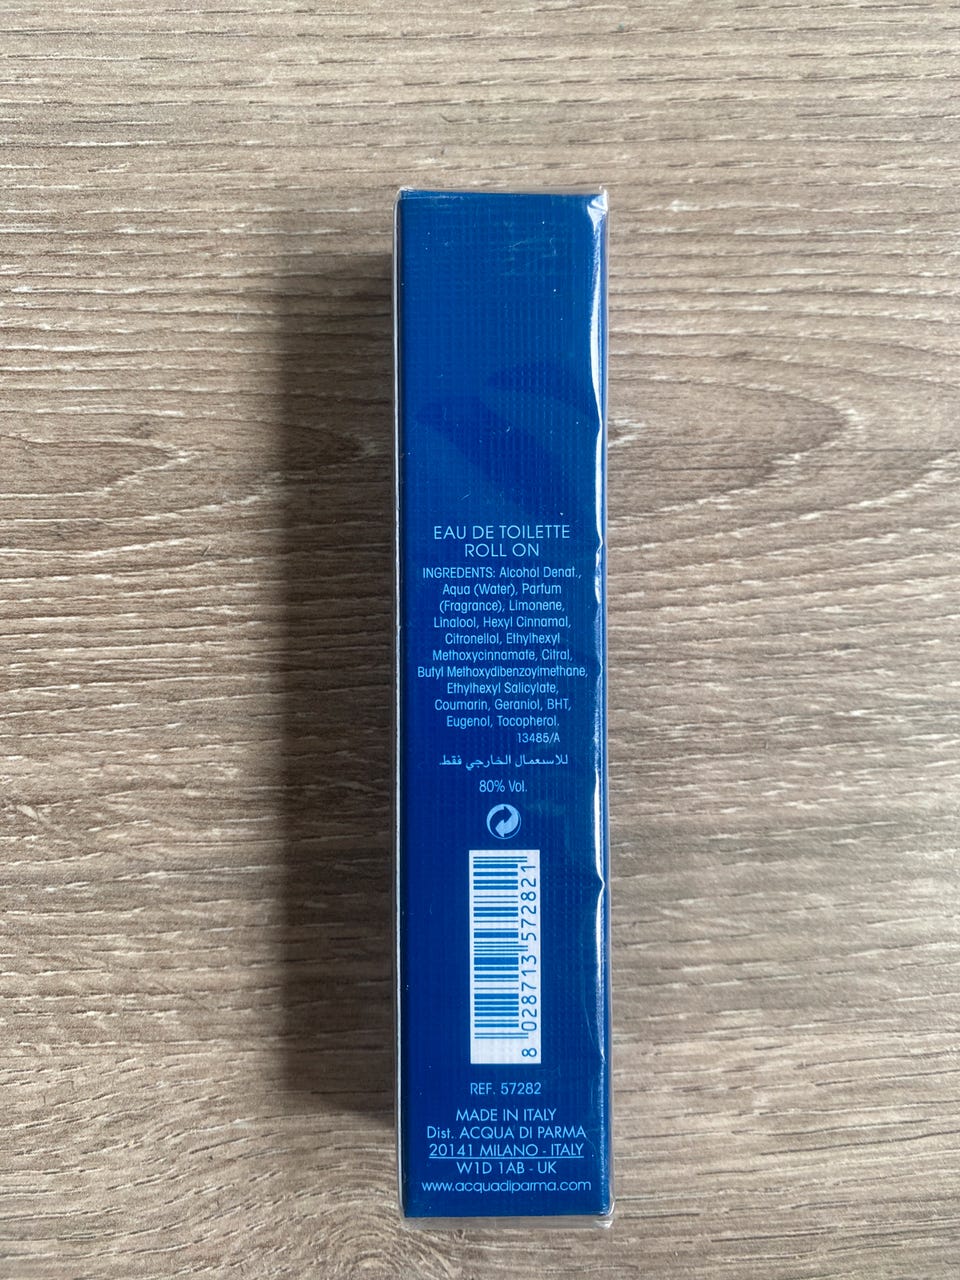 EAU DE TOILETTE
ROLL ON
INGREDENTS: Alcohol Denat.,
Aqua (Water), Parfum
(Fragrance), Limonene,
Linalool, Hexyl Cinnamal,
Citronellol, Ethylhexyl
Methoxycinnamate, Citral,
Butyl Methoxydibenzoylmethane,
Ethylhexyl Salicylate,
Coumarin, Geraniol, BHT,
Eugenol, Tocopherol.
13485/A
للاستعمال الخارجي فقط.
80% Vol.
8 028713 572821
REF. 57282
MADE IN ITALY
Dist. ACQUA DI PARMA
20141 MILANO - ITALY
W1D 1AB - UK
www.acquadiparma.com